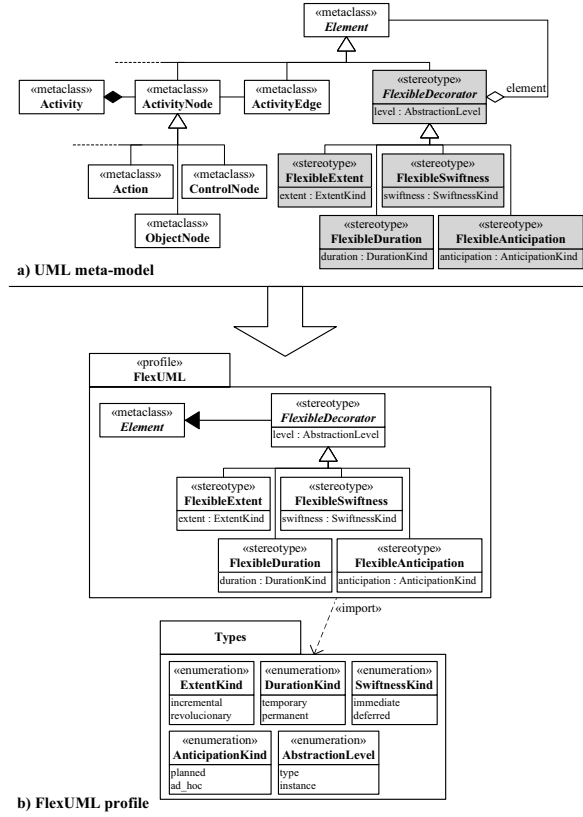 «metaclass»
Element
«metaclass»
Activity
«metaclass»
ActivityNode
«metaclass»
ActivityEdge
«stereotype»
FlexibleDecorator
level : AbstractionLevel
element
«metaclass»
Action
«metaclass»
ControlNode
«metaclass»
ObjectNode
«stereotype»
FlexibleExtent
extent : ExtentKind
«stereotype»
FlexibleSwiftness
swiftness : SwiftnessKind
«stereotype»
FlexibleDuration
duration : DurationKind
«stereotype»
FlexibleAnticipation
anticipation : AnticipationKind
a) UML meta-model
«profile»
FlexUML
«metaclass»
Element
«stereotype»
FlexibleDecorator
level : AbstractionLevel
«stereotype»
FlexibleExtent
extent : ExtentKind
«stereotype»
FlexibleSwiftness
swiftness : SwiftnessKind
«stereotype»
FlexibleDuration
duration : DurationKind
«stereotype»
FlexibleAnticipation
anticipation : AnticipationKind
«import»
Types
«enumeration»
ExtentKind
incremental
revolucionary
«enumeration»
DurationKind
temporary
permanent
«enumeration»
SwiftnessKind
immediate
deferred
«enumeration»
AnticipationKind
planned
ad_hoc
«enumeration»
AbstractionLevel
type
instance
b) FlexUML profile